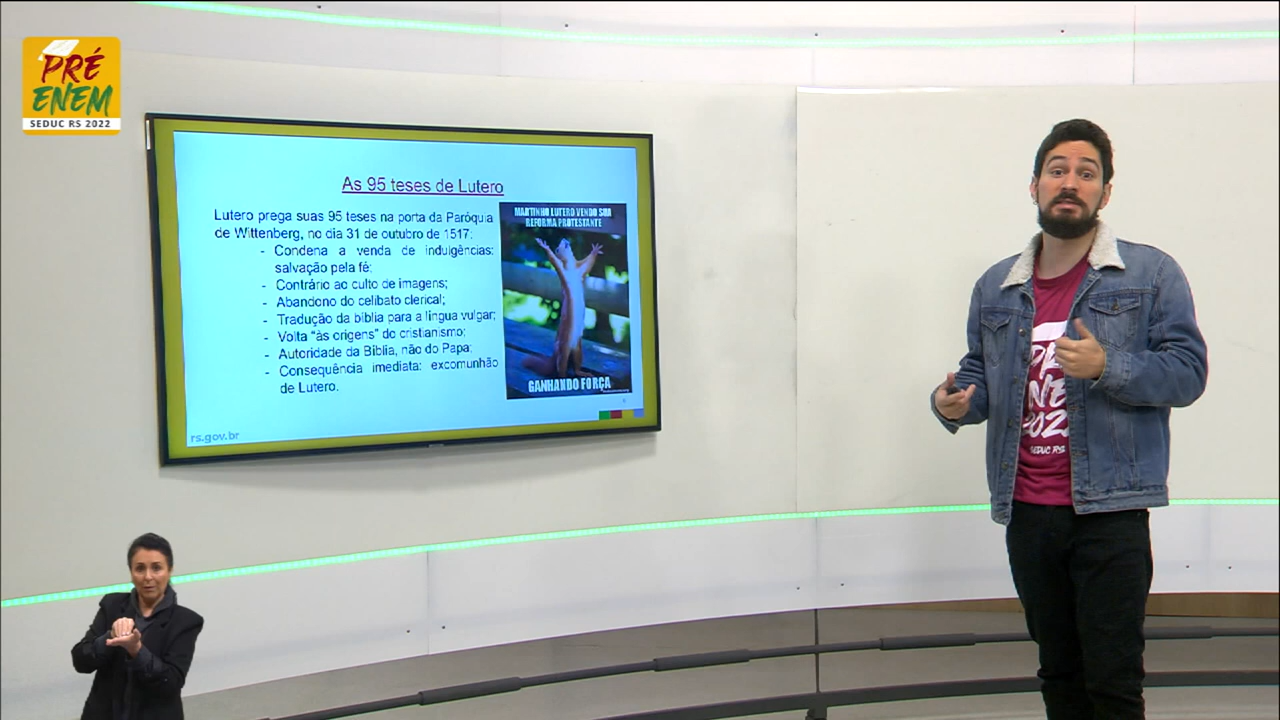 PRÉ
ENEM
SEDUC RS 2022
As 95 teses de Lutero
Lutero prega suas 95 teses na porta da Paróquia
de Wittenberg, no dia 31 de outubro de 1517:
- Condena a venda de indulgências:
salvação pela fé;
- Contrário ao culto de imagens;
- Abandono do celibato clerical;
- Tradução da bíblia para a língua vulgar;
- Volta “às origens” do cristianismo;
- Autoridade da Bíblia, não do Papa;
- Consequência imediata: excomunhão
de Lutero.
MARTINHO LUTERO VENDO SUA
REFORMA PROTESTANTE
GANHANDO FORÇA
rs.gov.br
SEDUC RS